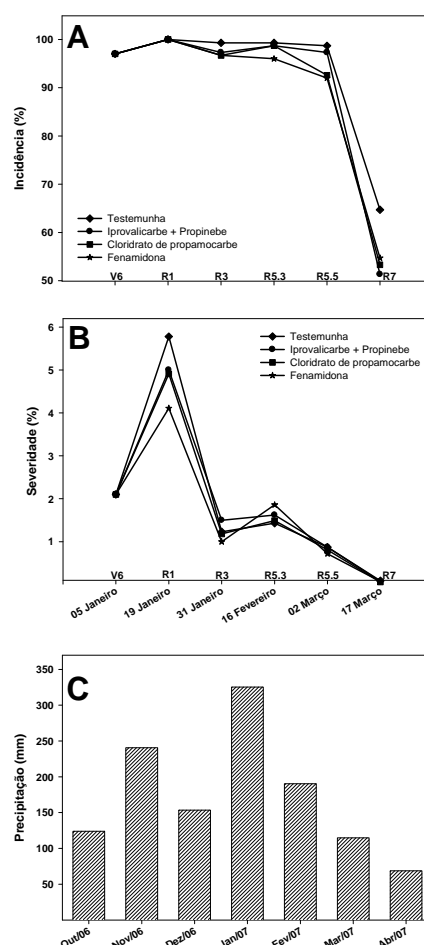 A
100
90
80
70
60
50
Incidência (%)
Testemunha
Iprovalicarbe + Propinebe
Cloridrato de propamocarbe
Fenamidona
V6 R1 R3 R5.3 R5.5 R7
B
6
5
4
3
2
1
Severidade (%)
Testemunha
Iprovalicarbe + Propinebe
Cloridrato de propamocarbe
Fenamidona
V6 R1 R3 R5.3 R5.5 R7
05 Janeiro 19 Janeiro 31 Janeiro 16 Fevereiro 02 Março 17 Março
C
350
300
250
200
150
100
50
Precipitação (mm)
Out/06 Nov/06 Dez/06 Jan/07 Fev/07 Mar/07 Abr/07